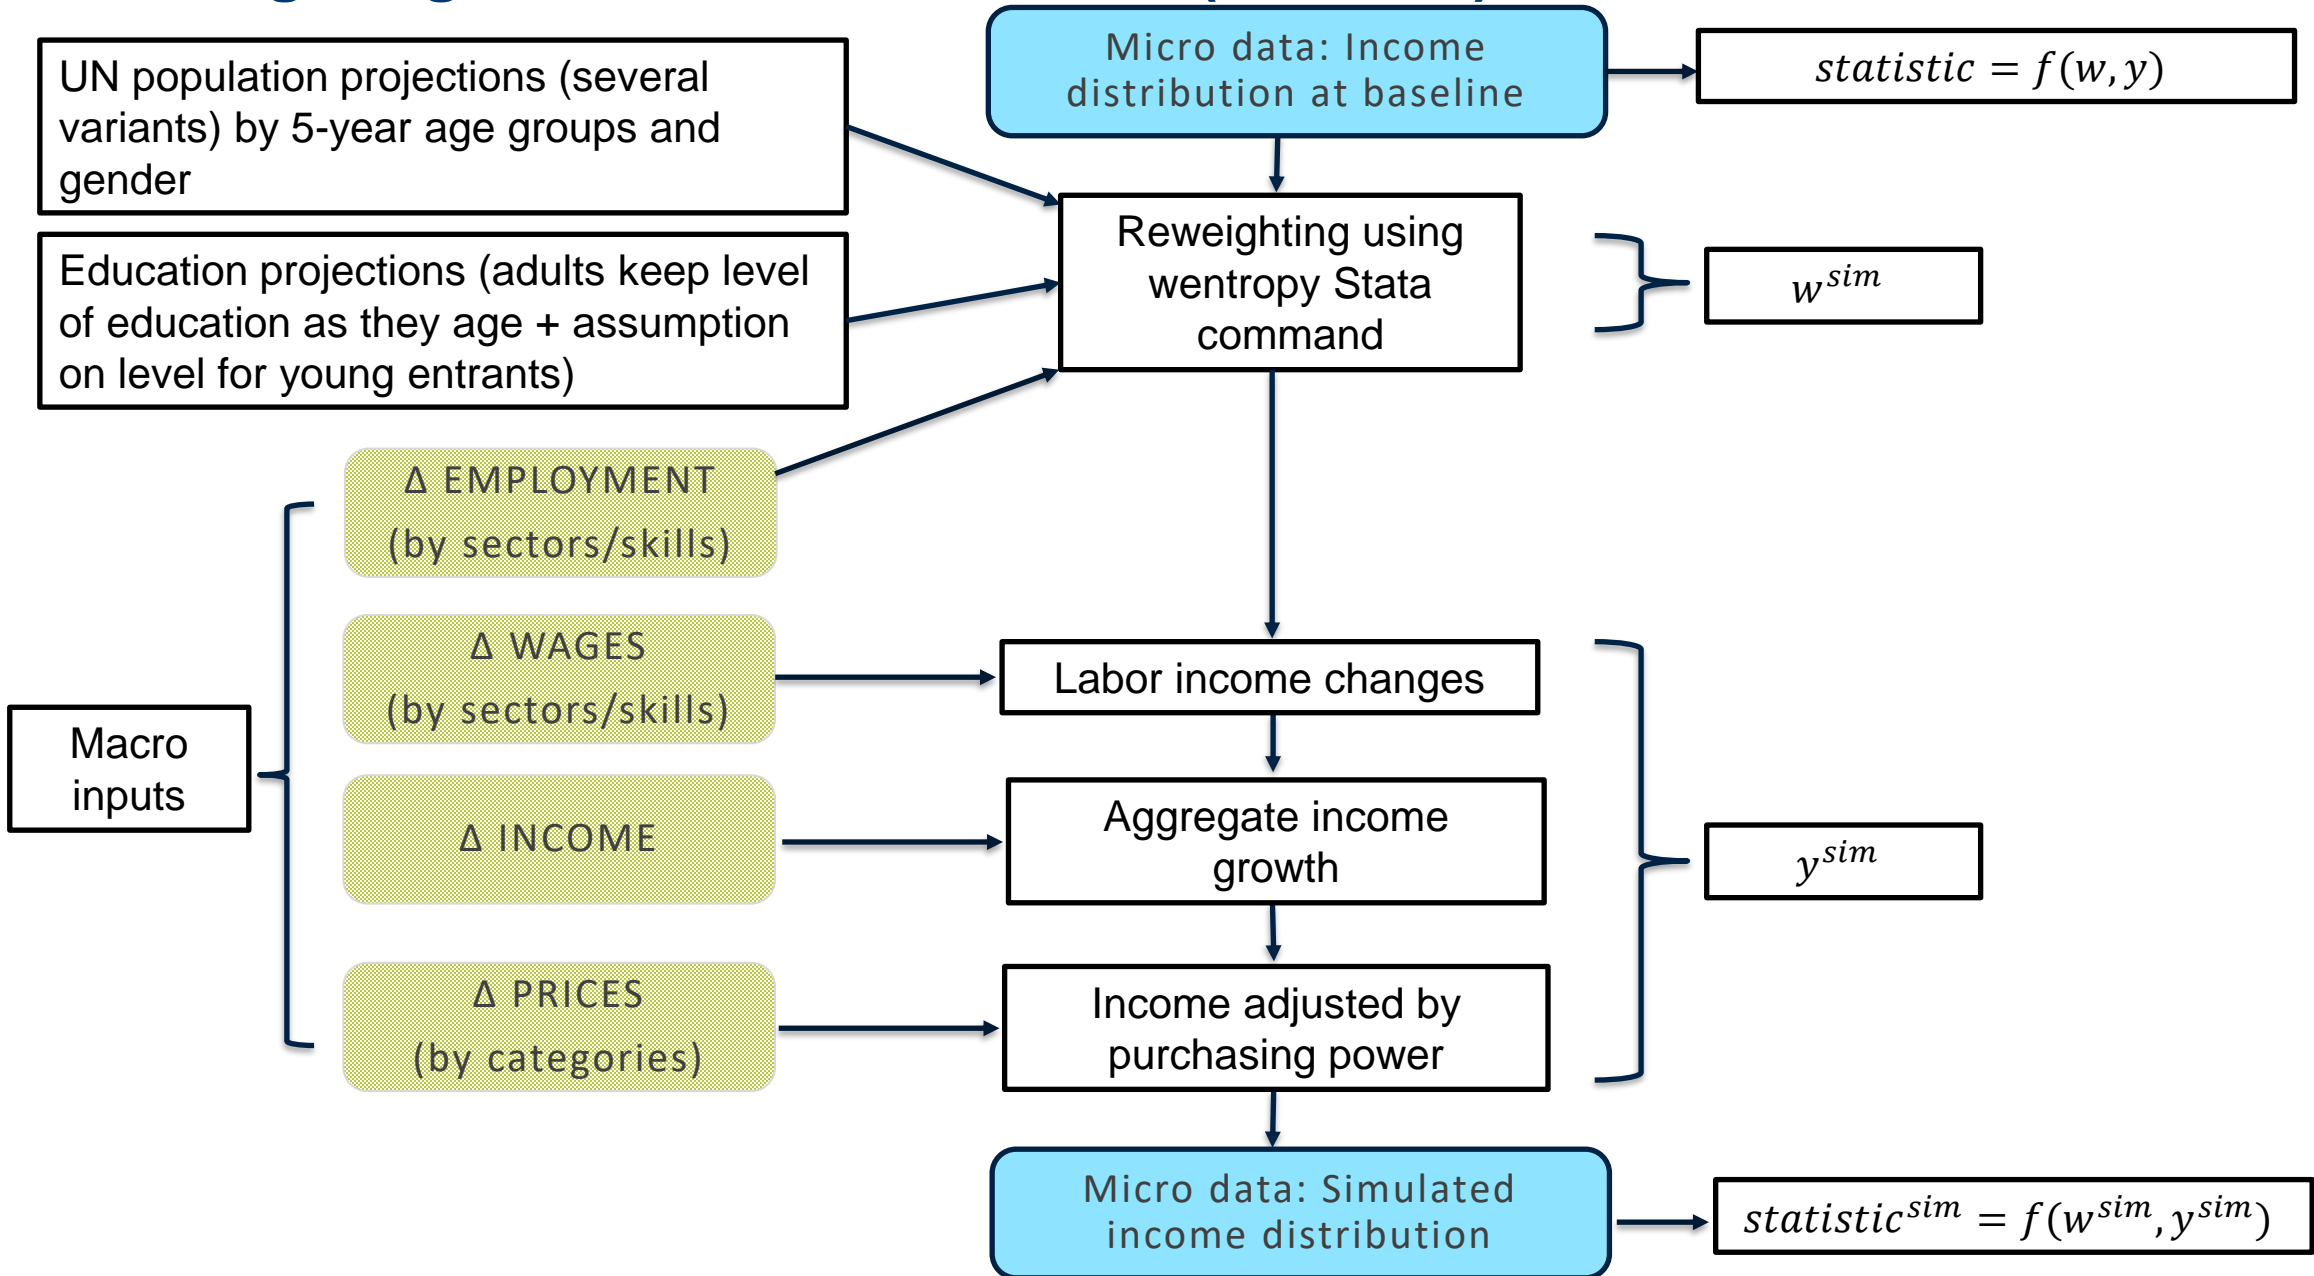 Micro data: Income
distribution at baseline
statistic = f(w, y)
UN population projections (several
variants) by 5-year age groups and
gender
Reweighting using
wentropy Stata
command
w^sim
Education projections (adults keep level
of education as they age + assumption
on level for young entrants)
Δ EMPLOYMENT
(by sectors/skills)
Δ WAGES
(by sectors/skills)
Labor income changes
Macro
inputs
Δ INCOME
Aggregate income
growth
y^sim
Δ PRICES
(by categories)
Income adjusted by
purchasing power
Micro data: Simulated
income distribution
statistic^sim = f(w^sim, y^sim)